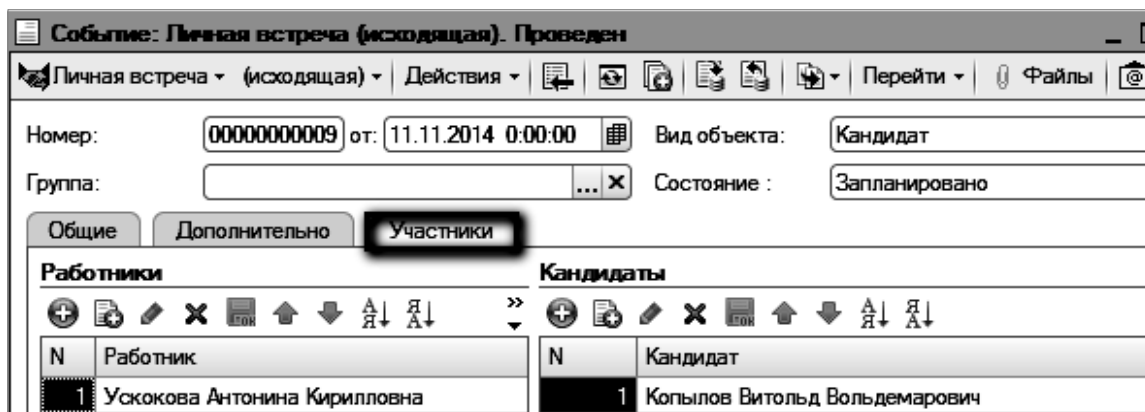 Событие: Личная встреча (исходящая). Проведен
Личная встреча (исходящая) Действия Перейти Файлы
Номер: 00000000009 от: 11.11.2014 0:00:00 Вид объекта: Кандидат
Группа: ... Состояние : Запланировано
Общие Дополнительно Участники
Работники Кандидаты
N Работник N Кандидат
1 Ускокова Антонина Кирилловна 1 Копылов Витольд Вольдемарович